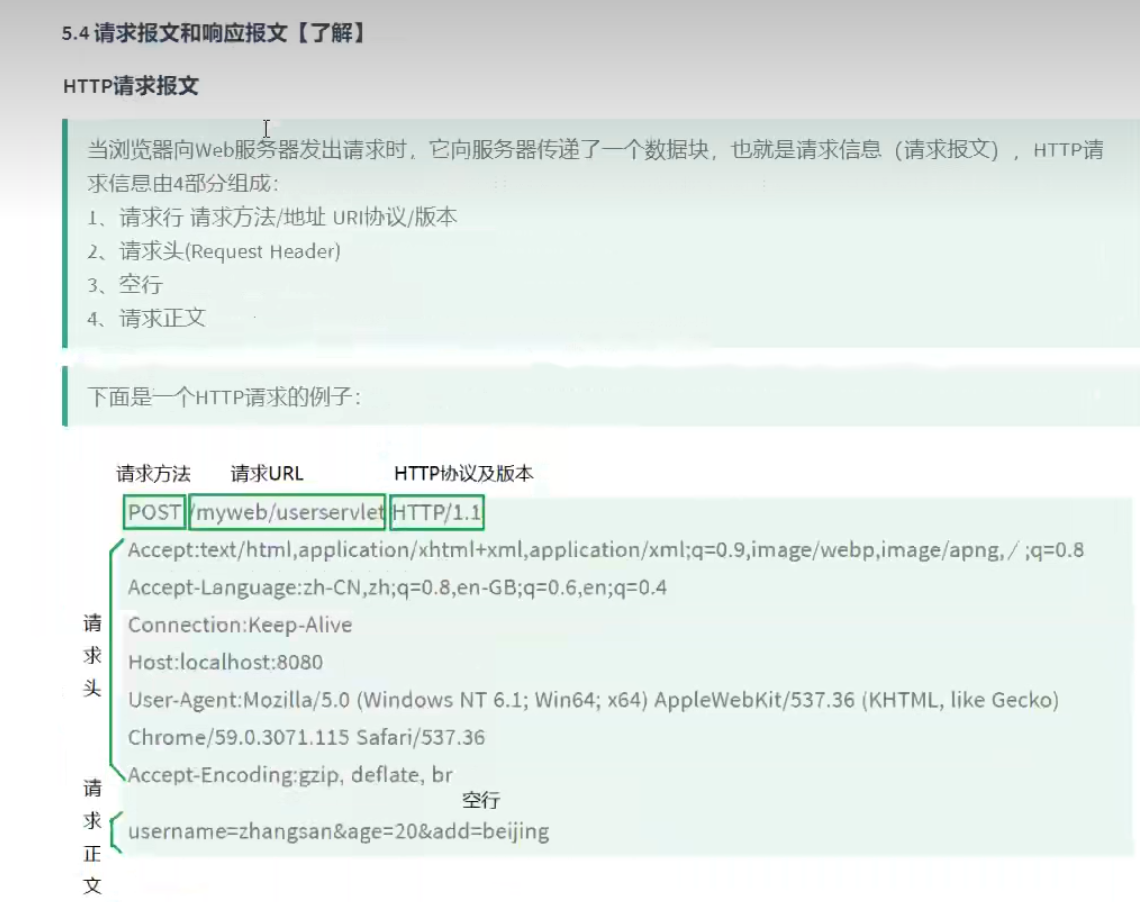 5.4 请求报文和响应报文【了解】
HTTP请求报文
当浏览器向Web服务器发出请求时，它向服务器传递了一个数据块，也就是请求信息（请求报文），HTTP请
求信息由4部分组成：
1、请求行 请求方法/地址 URI协议/版本
2、请求头(Request Header)
3、空行
4、请求正文
下面是一个HTTP请求的例子：
请求方法 请求URL HTTP协议及版本
POST /myweb/userservlet HTTP/1.1
Accept:text/html,application/xhtml+xml,application/xml;q=0.9,image/webp,image/apng,/ ;q=0.8
Accept-Language:zh-CN,zh;q=0.8,en-GB;q=0.6,en;q=0.4
Connection:Keep-Alive
请求头
Host:localhost:8080
User-Agent:Mozilla/5.0 (Windows NT 6.1; Win64; x64) AppleWebKit/537.36 (KHTML, like Gecko)
Chrome/59.0.3071.115 Safari/537.36
Accept-Encoding:gzip, deflate, br
空行
请求正文
username=zhangsan&age=20&add=beijing